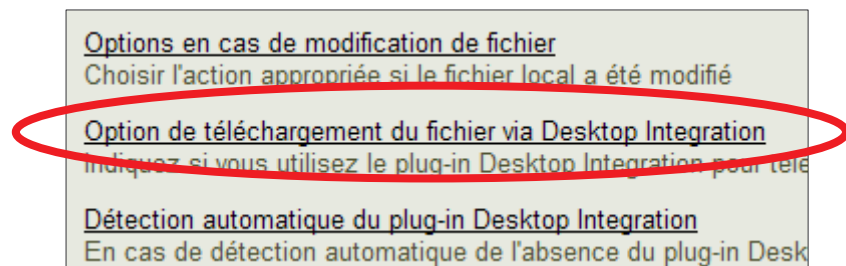 Options en cas de modification de fichier
Choisir l'action appropriée si le fichier local a été modifié
Option de téléchargement du fichier via Desktop Integration
Indiquez si vous utilisez le plug-in Desktop Integration pour télé
Détection automatique du plug-in Desktop Integration
En cas de détection automatique de l'absence du plug-in Desk